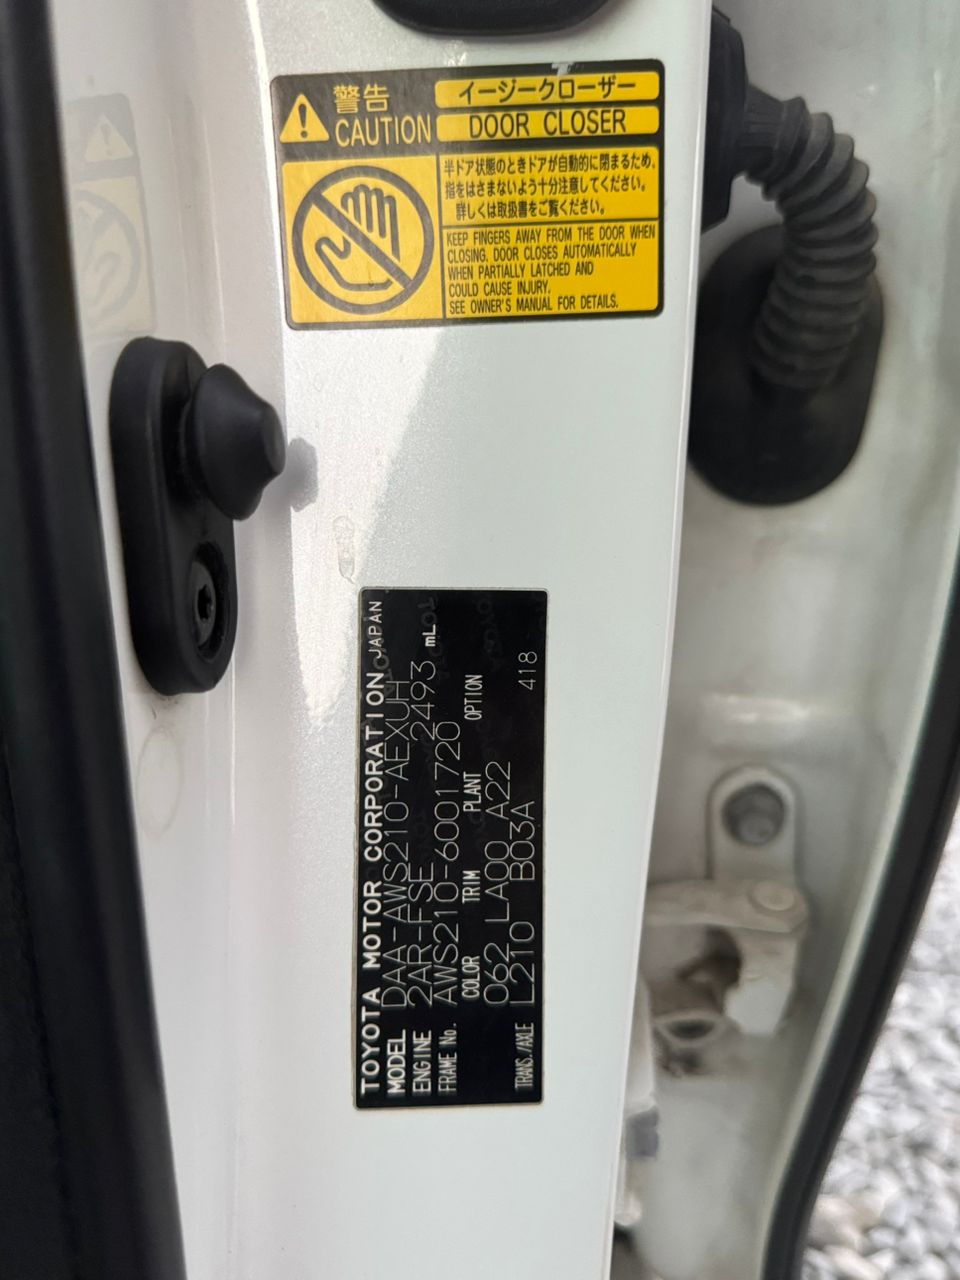 警告
CAUTION
イージークローザー
DOOR CLOSER
半ドア状態のときドアが自動的に閉まるため、
指をはさまないよう十分注意してください。
詳しくは取扱書をご覧ください。
KEEP FINGERS AWAY FROM THE DOOR WHEN
CLOSING. DOOR CLOSES AUTOMATICALLY
WHEN PARTIALLY LATCHED AND
COULD CAUSE INJURY.
SEE OWNER'S MANUAL FOR DETAILS.
TOYOTA MOTOR CORPORATION JAPAN
MODEL DAA-AWS210-AEXUH
ENGINE 2AR-FSE 2493 mL
FRAME No. AWS210-6001720
COLOR TRIM PLANT OPTION
062 LA00 A22
TRANS./AXLE L210 B03A 418